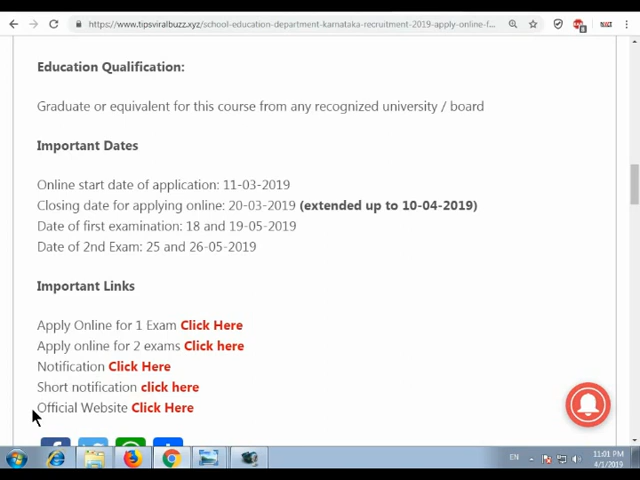 https://www.tipsviralbuzz.xyz/school-education-department-karnataka-recruitment-2019-apply-online-f...
Education Qualification:
Graduate or equivalent for this course from any recognized university / board
Important Dates
Online start date of application: 11-03-2019
Closing date for applying online: 20-03-2019 (extended up to 10-04-2019)
Date of first examination: 18 and 19-05-2019
Date of 2nd Exam: 25 and 26-05-2019
Important Links
Apply Online for 1 Exam Click Here
Apply online for 2 exams Click here
Notification Click Here
Short notification click here
Official Website Click Here
EN
11:01 PM
4/1/2019